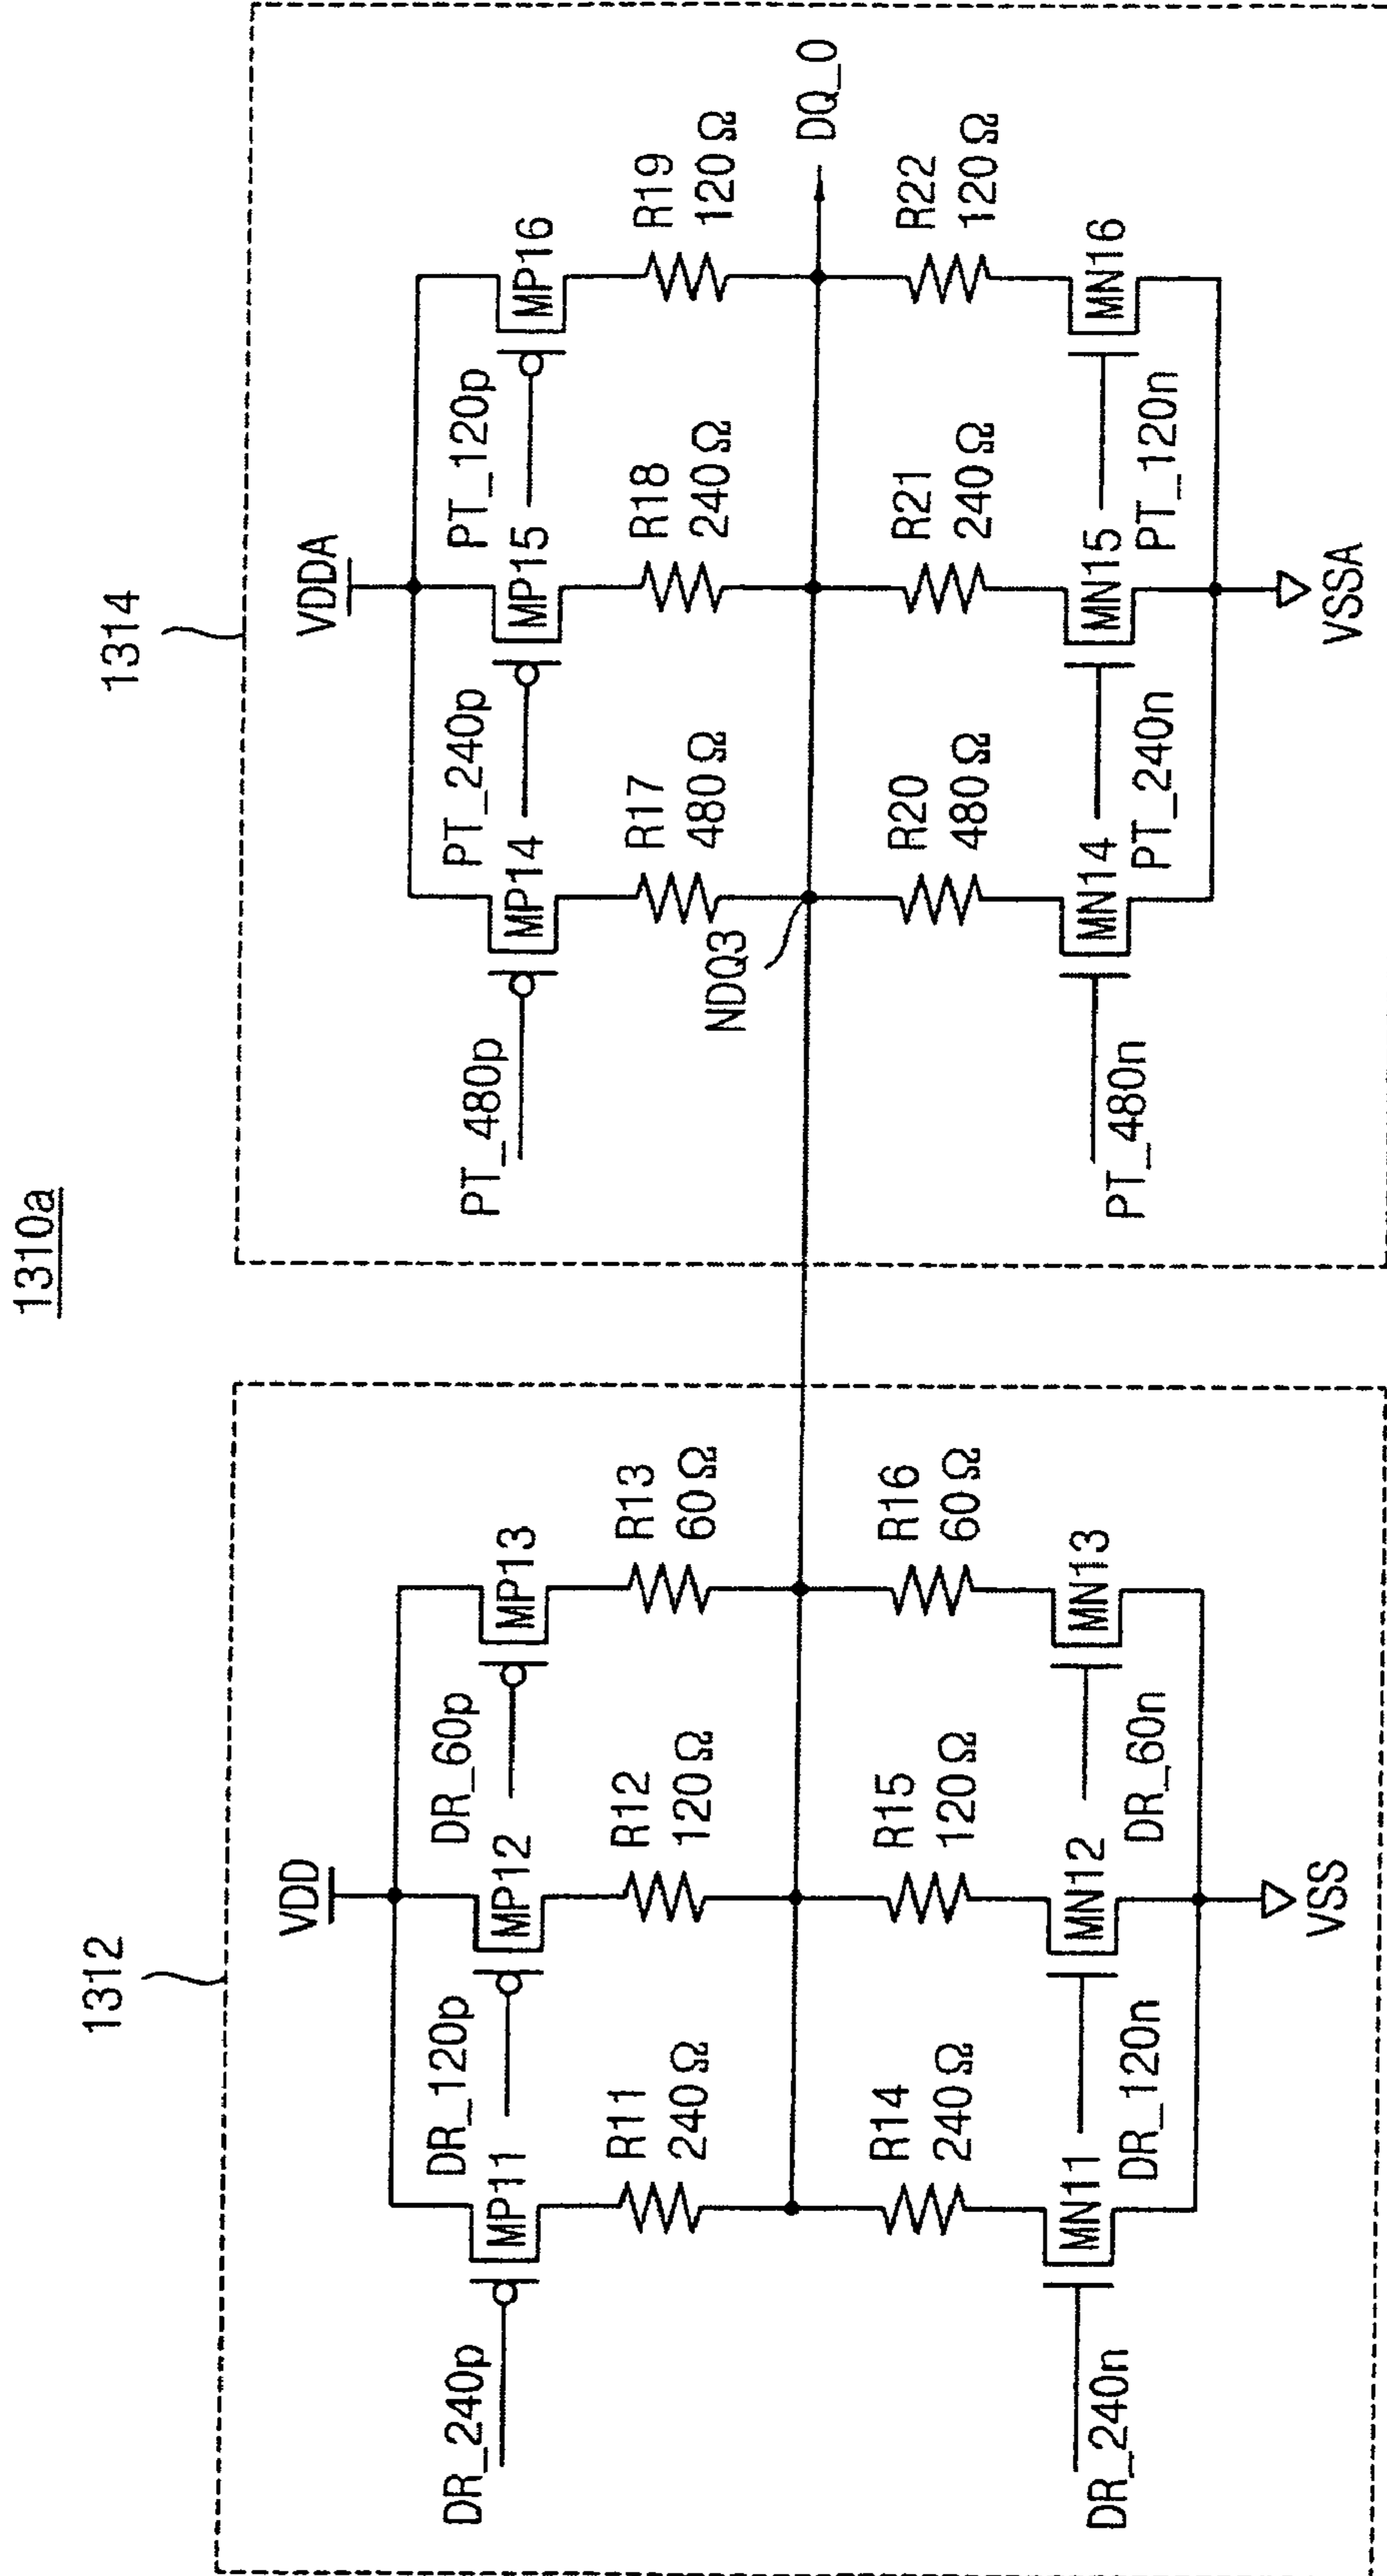 1310a
1312
1314
VDD
VDDA
DR_240p
MP11
DR_120p
MP12
DR_60p
MP13
R11
240Ω
R12
120Ω
R13
60Ω
R14
240Ω
R15
120Ω
R16
60Ω
DR_240n
MN11
DR_120n
MN12
DR_60n
MN13
VSS
PT_480p
MP14
PT_240p
MP15
PT_120p
MP16
R17
480Ω
R18
240Ω
R19
120Ω
NDQ3
DQ_0
R20
480Ω
R21
240Ω
R22
120Ω
PT_480n
MN14
PT_240n
MN15
PT_120n
MN16
VSSA